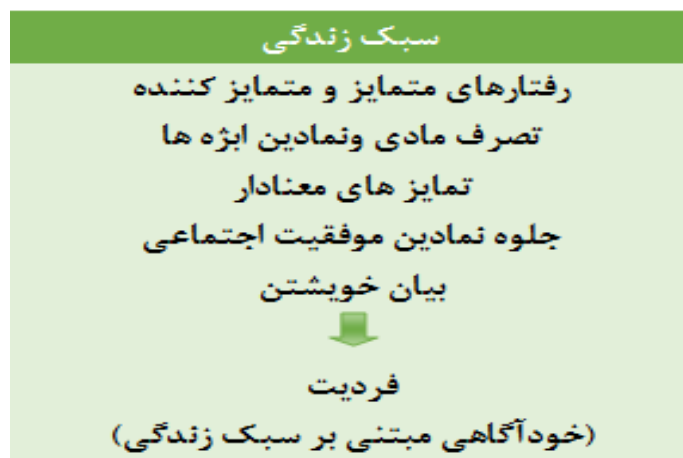 سبک زندگی
رفتارهای متمایز و متمایز کننده
تصرف مادی ونمادین ابژه ها
تمایز های معنادار
جلوه نمادین موفقیت اجتماعی
بیان خویشتن
فردیت
(خودآگاهی مبتنی بر سبک زندگی)